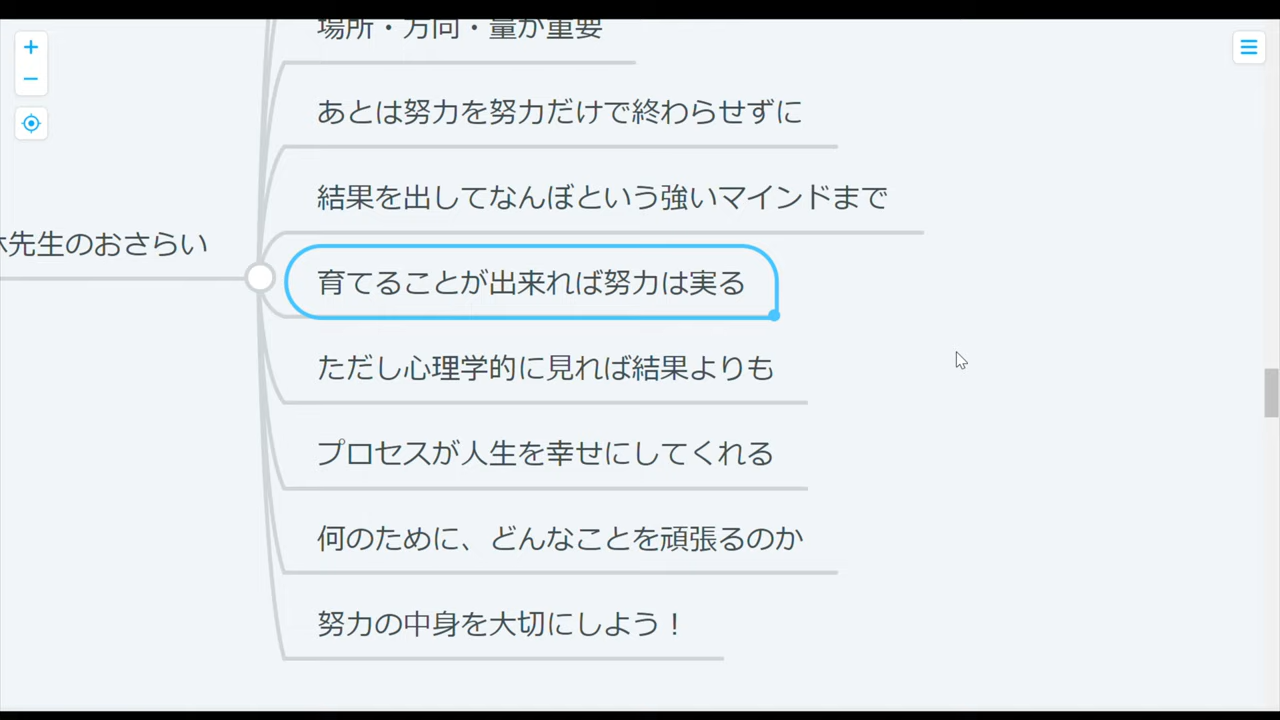 場所・方向・量が重要
あとは努力を努力だけで終わらせずに
結果を出してなんぼという強いマインドまで
先生のおさらい
育てることが出来れば努力は実る
ただし心理学的に見れば結果よりも
プロセスが人生を幸せにしてくれる
何のために、どんなことを頑張るのか
努力の中身を大切にしよう！